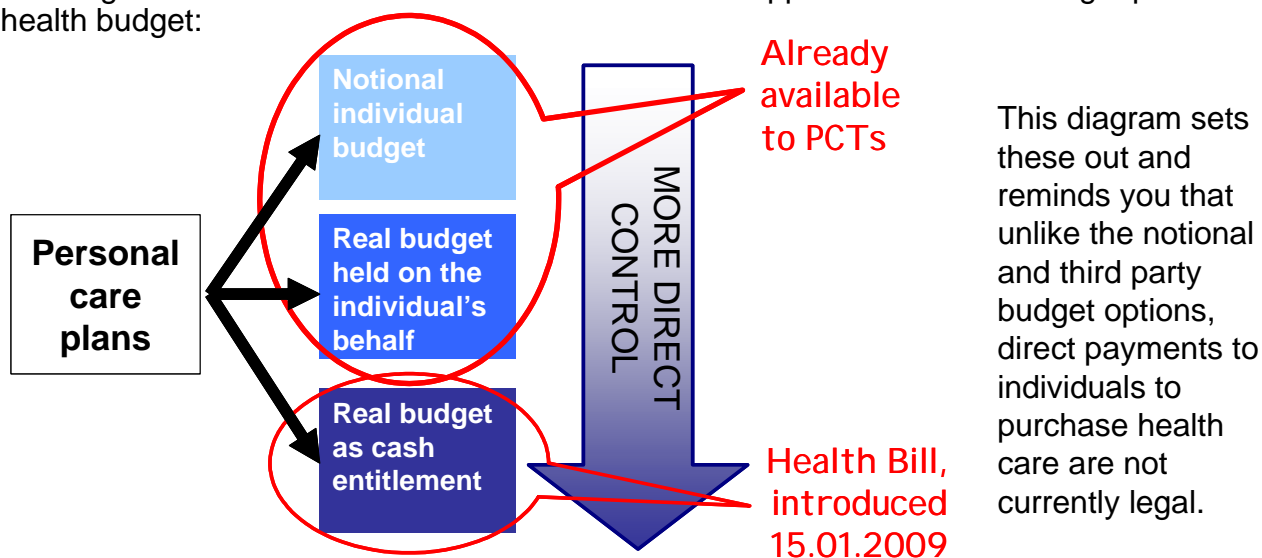 health budget:
Personal
care
plans
Notional
individual
budget
Real budget
held on the
individual's
behalf
Real budget
as cash
entitlement
MORE DIRECT
CONTROL
Already
available
to PCTs
Health Bill,
introduced
15.01.2009
This diagram sets
these out and
reminds you that
unlike the notional
and third party
budget options,
direct payments to
individuals to
purchase health
care are not
currently legal.